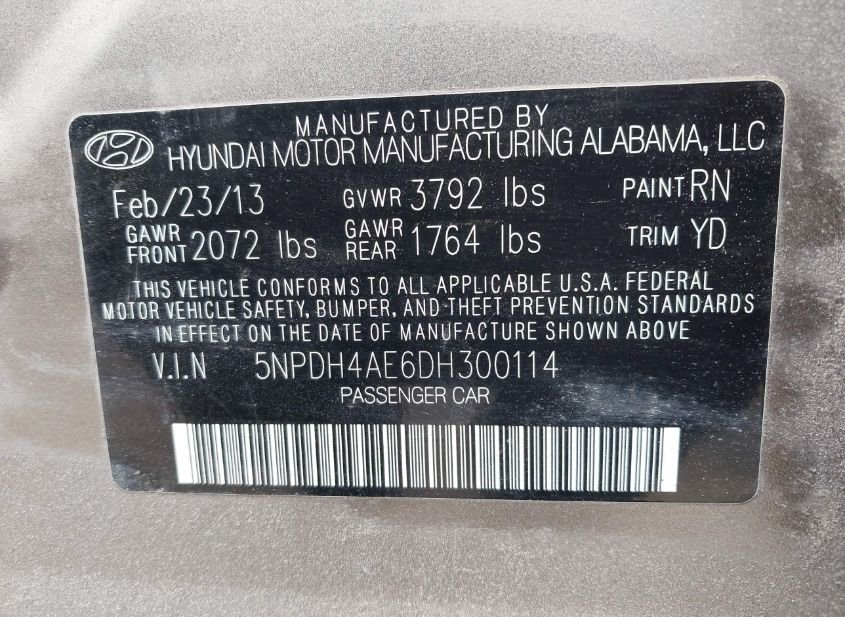 MANUFACTURED BY
HYUNDAI MOTOR MANUFACTURING ALABAMA, LLC
Feb/23/13 GVWR 3792 lbs PAINT RN
GAWR FRONT 2072 lbs GAWR REAR 1764 lbs TRIM YD
THIS VEHICLE CONFORMS TO ALL APPLICABLE U.S.A. FEDERAL
MOTOR VEHICLE SAFETY, BUMPER, AND THEFT PREVENTION STANDARDS
IN EFFECT ON THE DATE OF MANUFACTURE SHOWN ABOVE
V.I.N 5NPDH4AE6DH300114
PASSENGER CAR